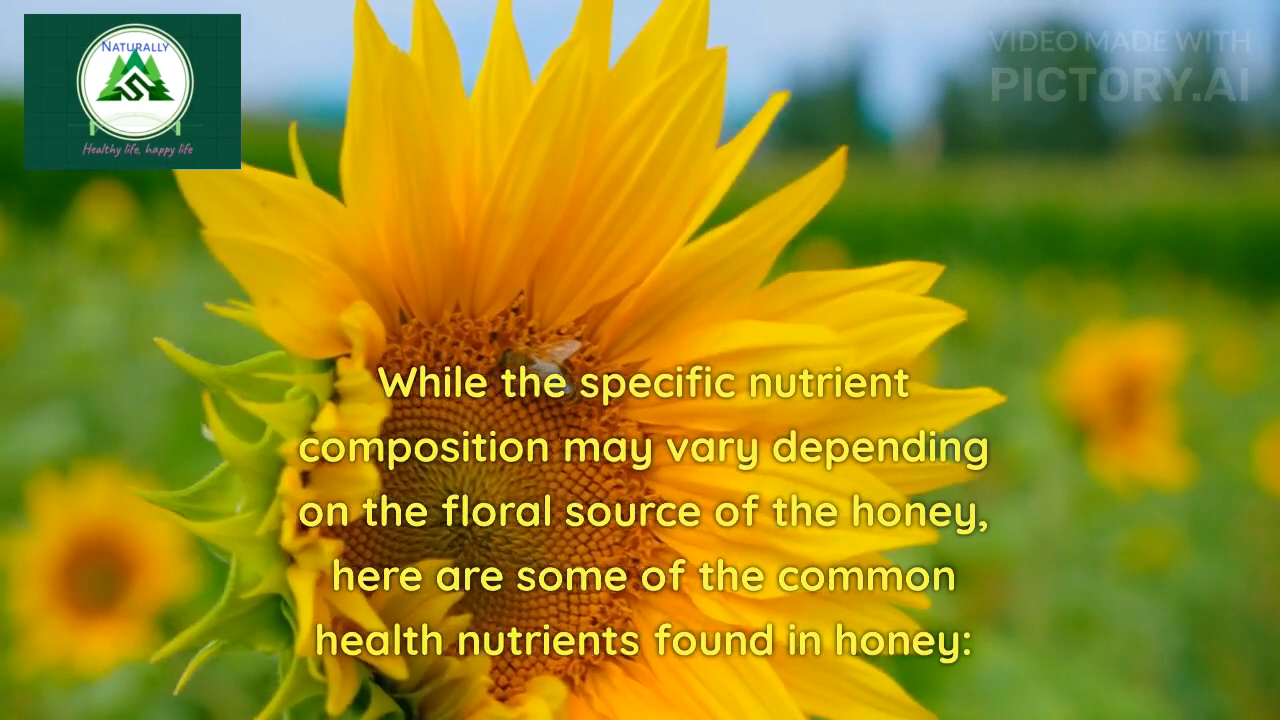 NATURALLY
Healthy life, happy life
VIDEO MADE WITH
PICTORY.AI
While the specific nutrient
composition may vary depending
on the floral source of the honey,
here are some of the common
health nutrients found in honey: